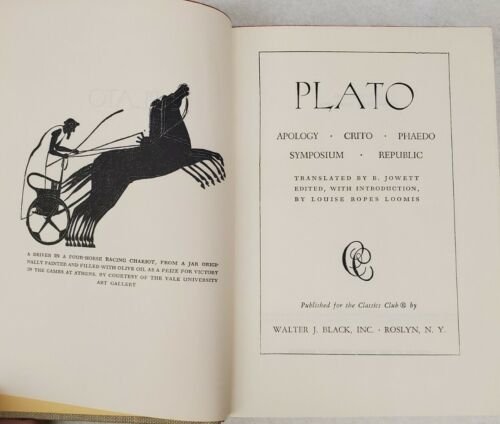 A DRIVER IN A FOUR-HORSE RACING CHARIOT, FROM A JAR ORIGI-
NALLY PAINTED AND FILLED WITH OLIVE OIL AS A PRIZE FOR VICTORY
IN THE GAMES AT ATHENS. BY COURTESY OF THE YALE UNIVERSITY
ART GALLERY
PLATO
APOLOGY · CRITO · PHAEDO
SYMPOSIUM · REPUBLIC
TRANSLATED BY B. JOWETT
EDITED, WITH INTRODUCTION,
BY LOUISE ROPES LOOMIS
CC
Published for the Classics Club ® by
WALTER J. BLACK, INC. · ROSLYN, N. Y.